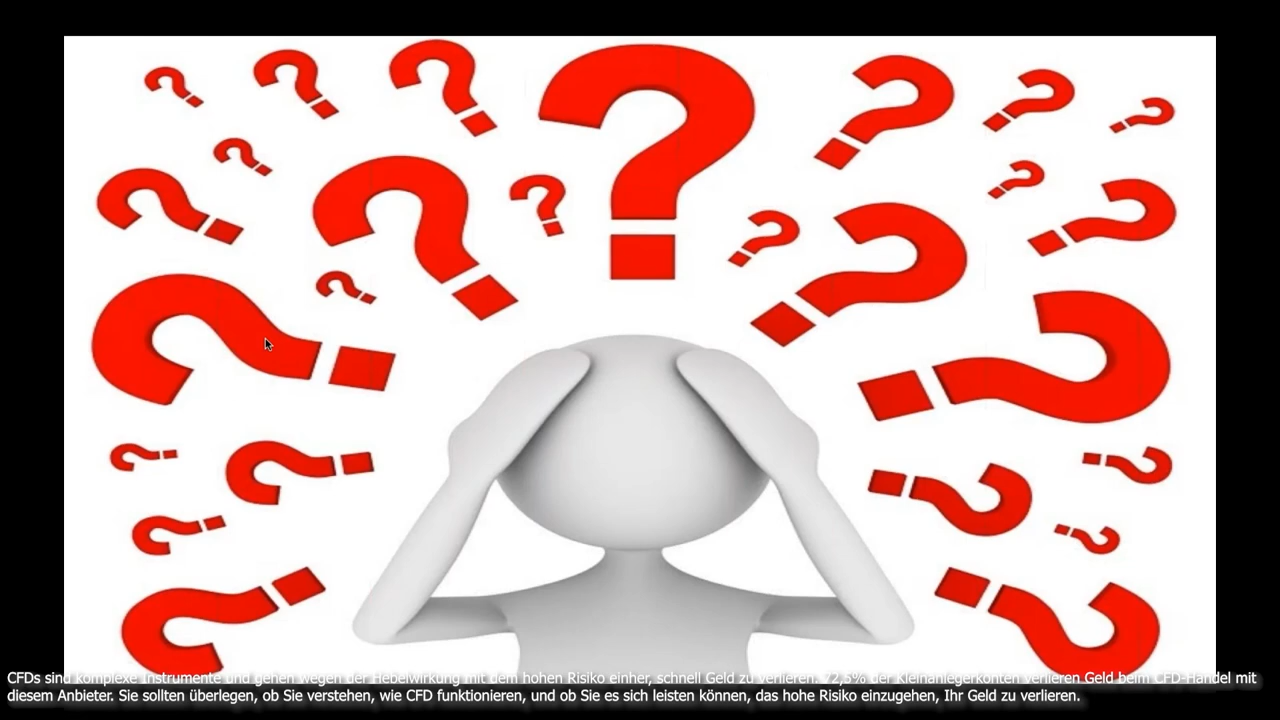 CFDs sind komplexe Instrumente und gehen wegen der Hebelwirkung mit dem hohen Risiko einher, schnell Geld zu verlieren. 72,5% der Kleinanlegerkonten verlieren Geld beim CFD-Handel mit
diesem Anbieter. Sie sollten überlegen, ob Sie verstehen, wie CFD funktionieren, und ob Sie es sich leisten können, das hohe Risiko einzugehen, Ihr Geld zu verlieren.